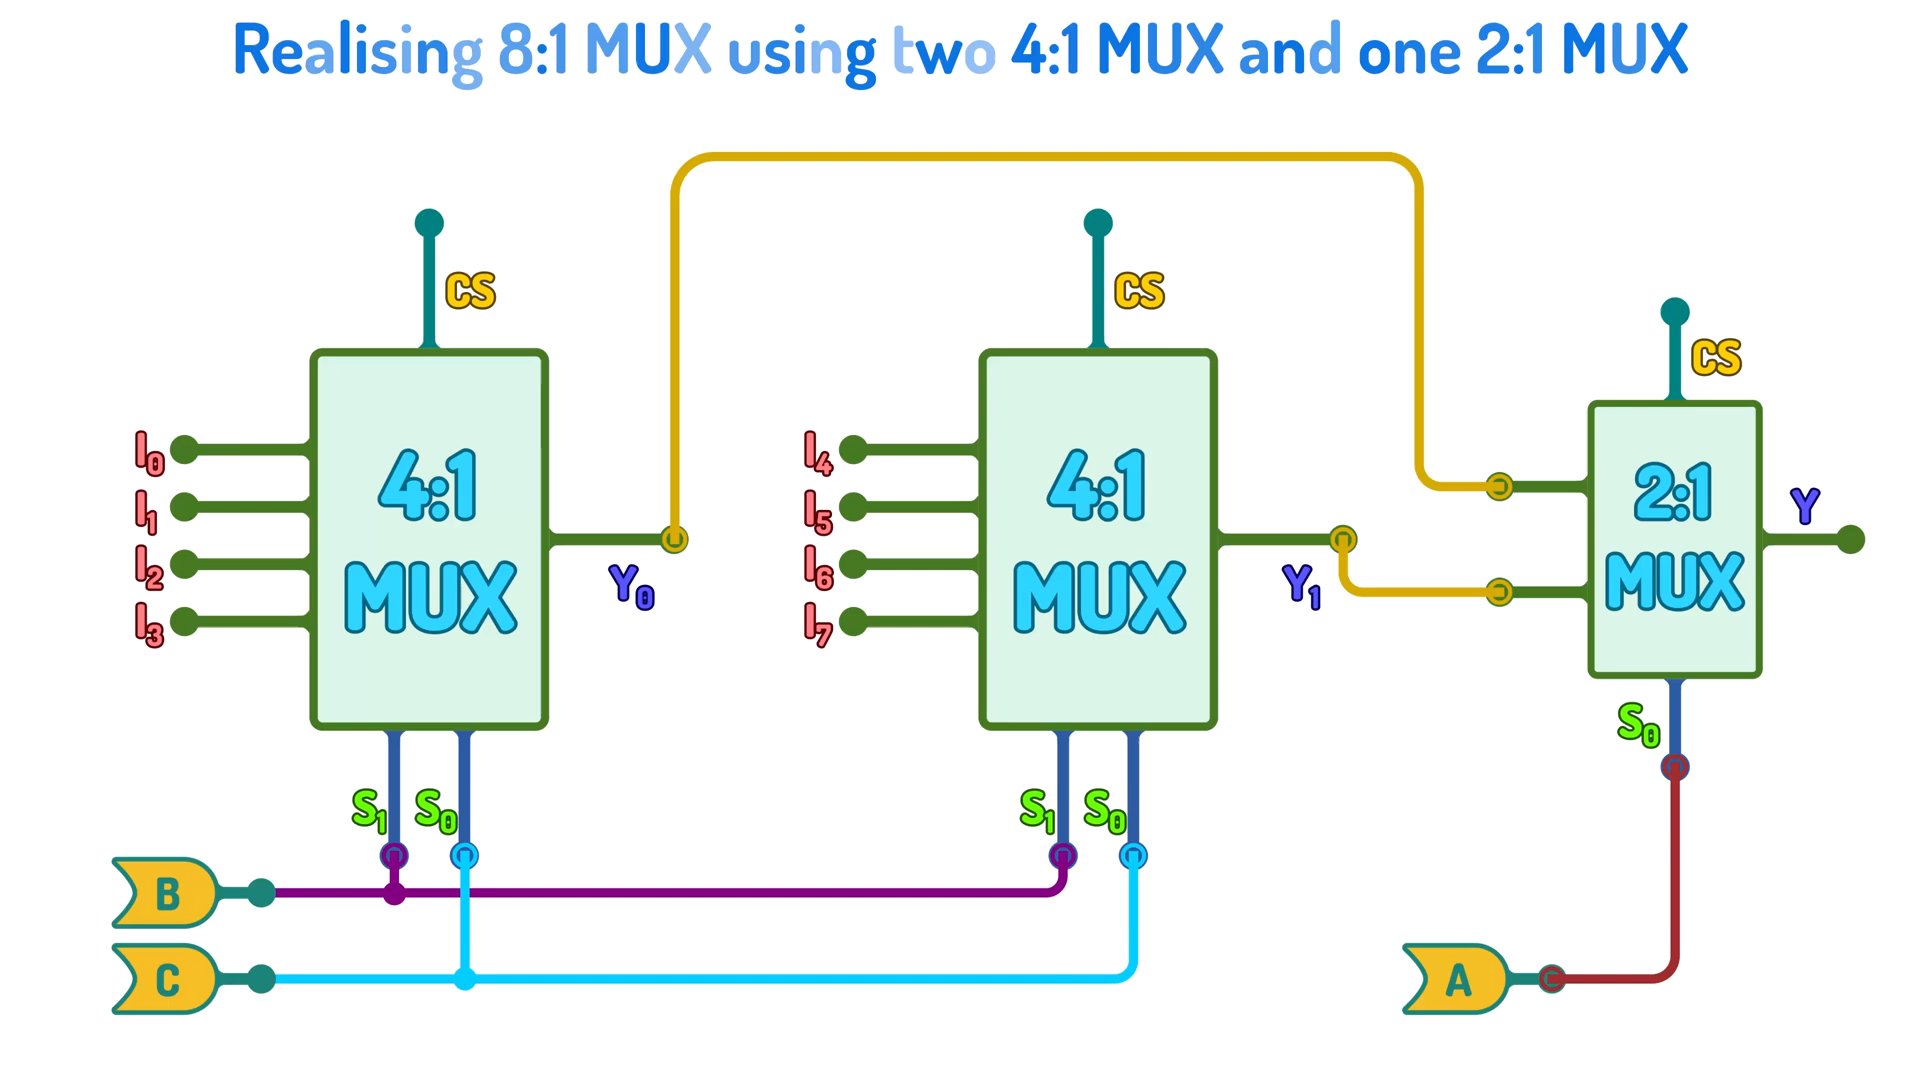 Realising 8:1 MUX using two 4:1 MUX and one 2:1 MUX
CS
I0
I1
I2
I3
4:1
MUX
Y0
S1 S0
CS
I4
I5
I6
I7
4:1
MUX
Y1
S1 S0
CS
2:1
MUX
Y
S0
B
C
A